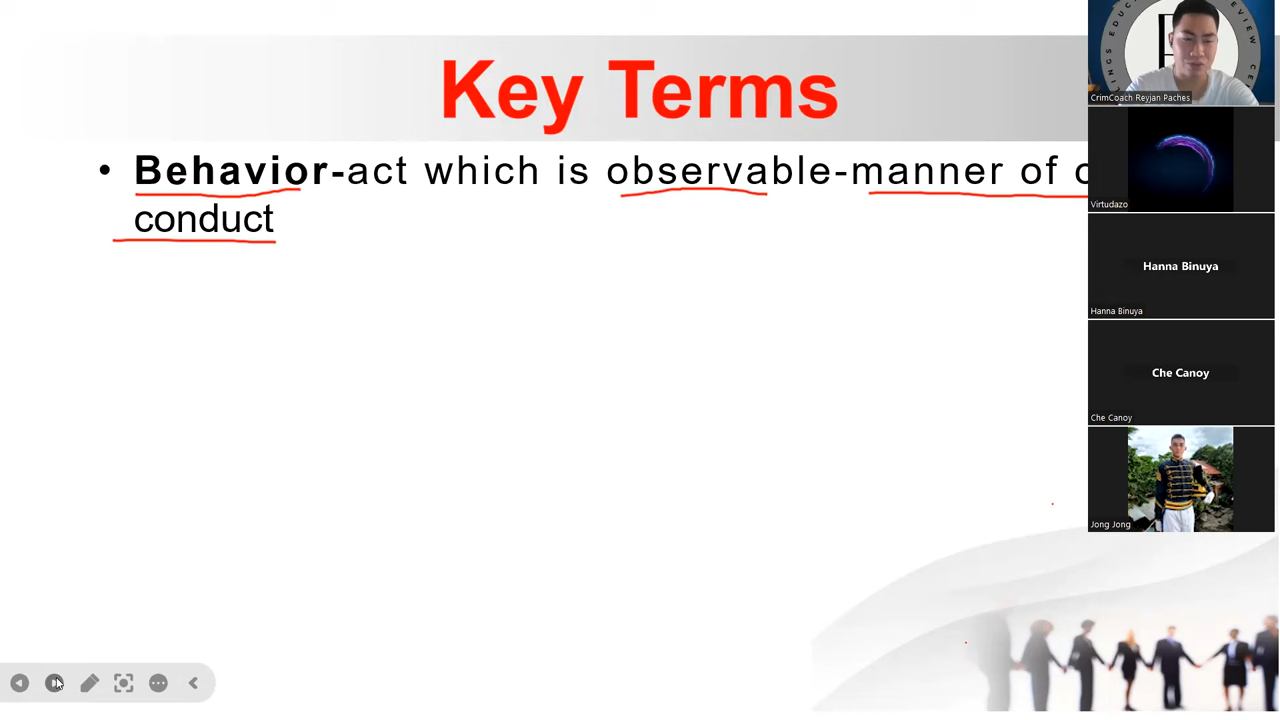 Key Terms
• Behavior-act which is observable-manner of
conduct
CrimCoach Reyjan Paches
Virtudazo
Hanna Binuya
Hanna Binuya
Che Canoy
Che Canoy
Jong Jong